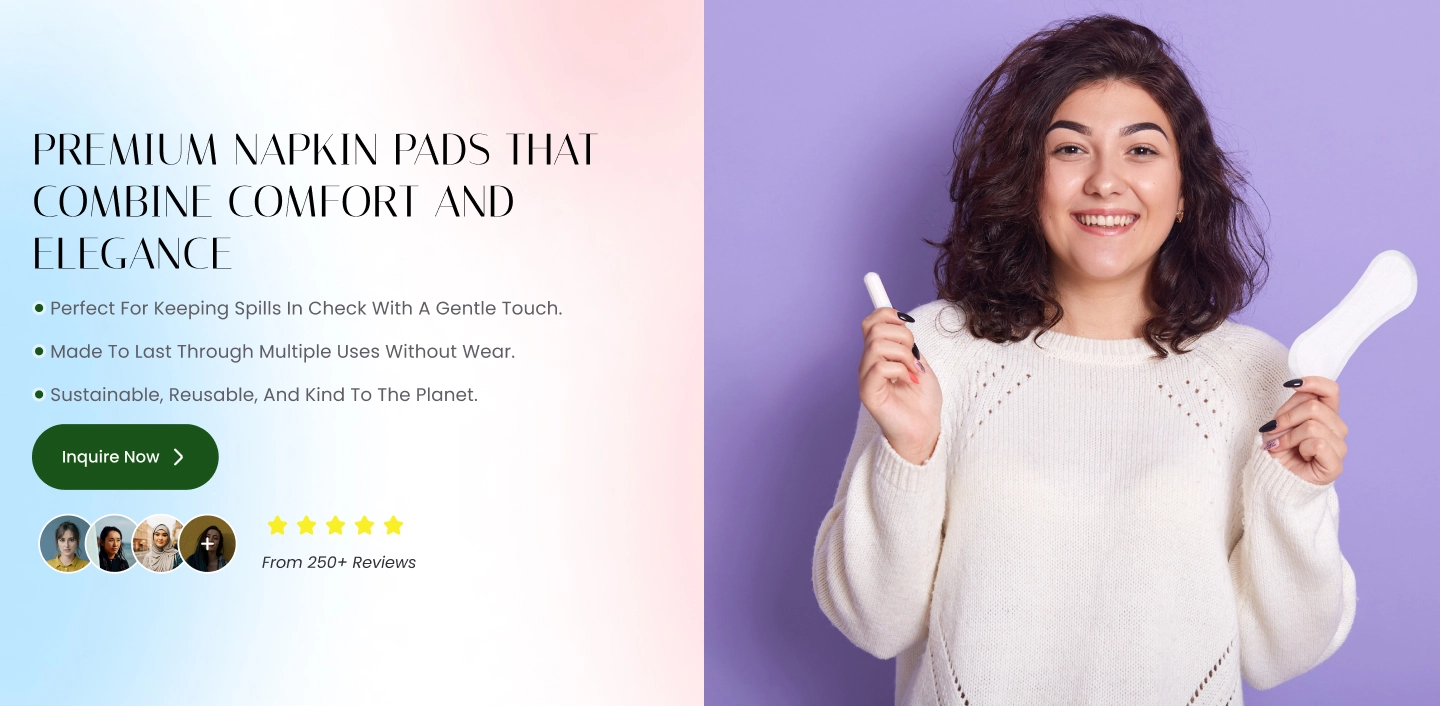 PREMIUM NAPKIN PADS THAT
COMBINE COMFORT AND
ELEGANCE
Perfect For Keeping Spills In Check With A Gentle Touch.
Made To Last Through Multiple Uses Without Wear.
Sustainable, Reusable, And Kind To The Planet.
Inquire Now
+
From 250+ Reviews